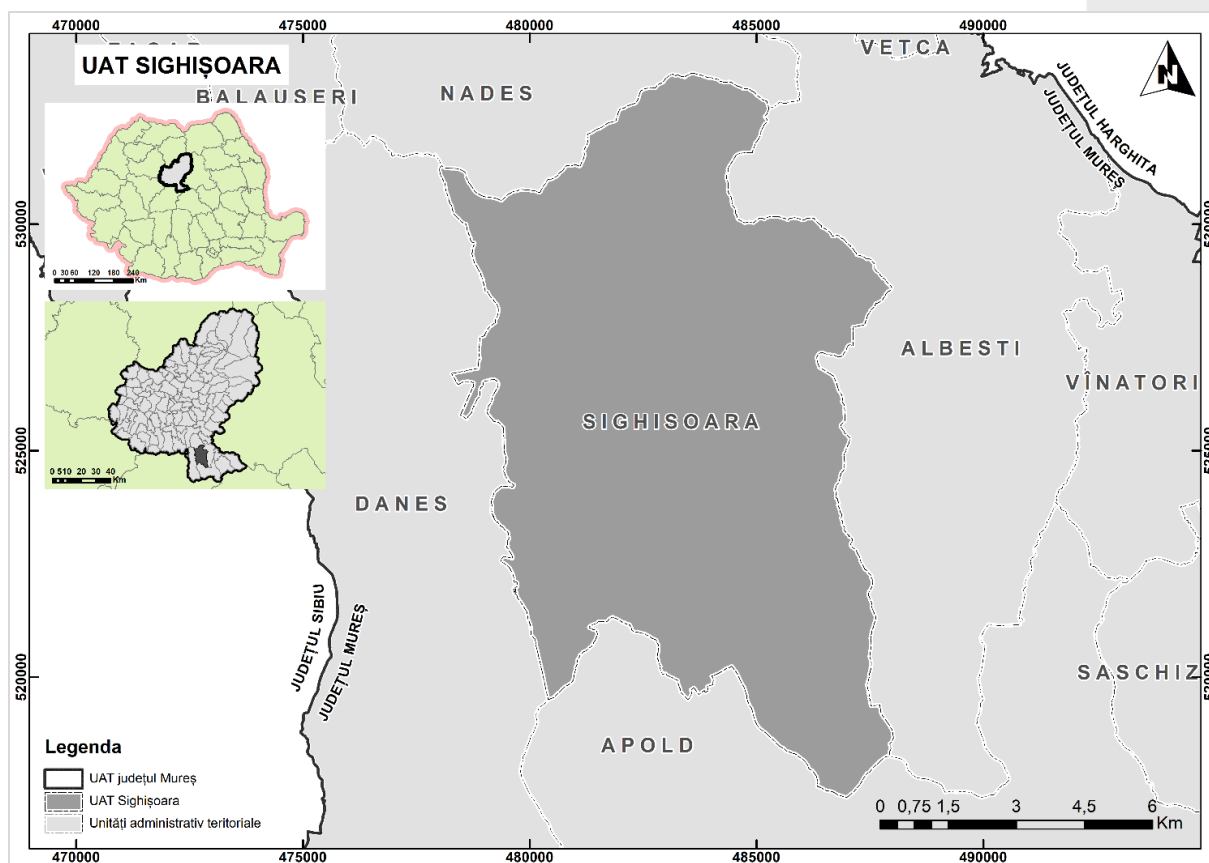 470000 475000 480000 485000 490000
UAT SIGHIȘOARA
BALAUSERI
NADES
VETCA
N
JUDEȚUL HARGHITA
JUDEȚUL MUREȘ
530000 530000
0 30 60 120 180 240
Km
ALBESTI
VÎNATORI
SIGHISOARA
525000 525000
0 5 10 20 30 40
Km
DANES
JUDEȚUL SIBIU
JUDEȚUL MUREȘ
520000 520000
SASCHIZ
APOLD
Legenda
UAT județul Mureș
UAT Sighișoara
Unități administrativ teritoriale
0 0,75 1,5 3 4,5 6
Km
470000 475000 480000 485000 490000